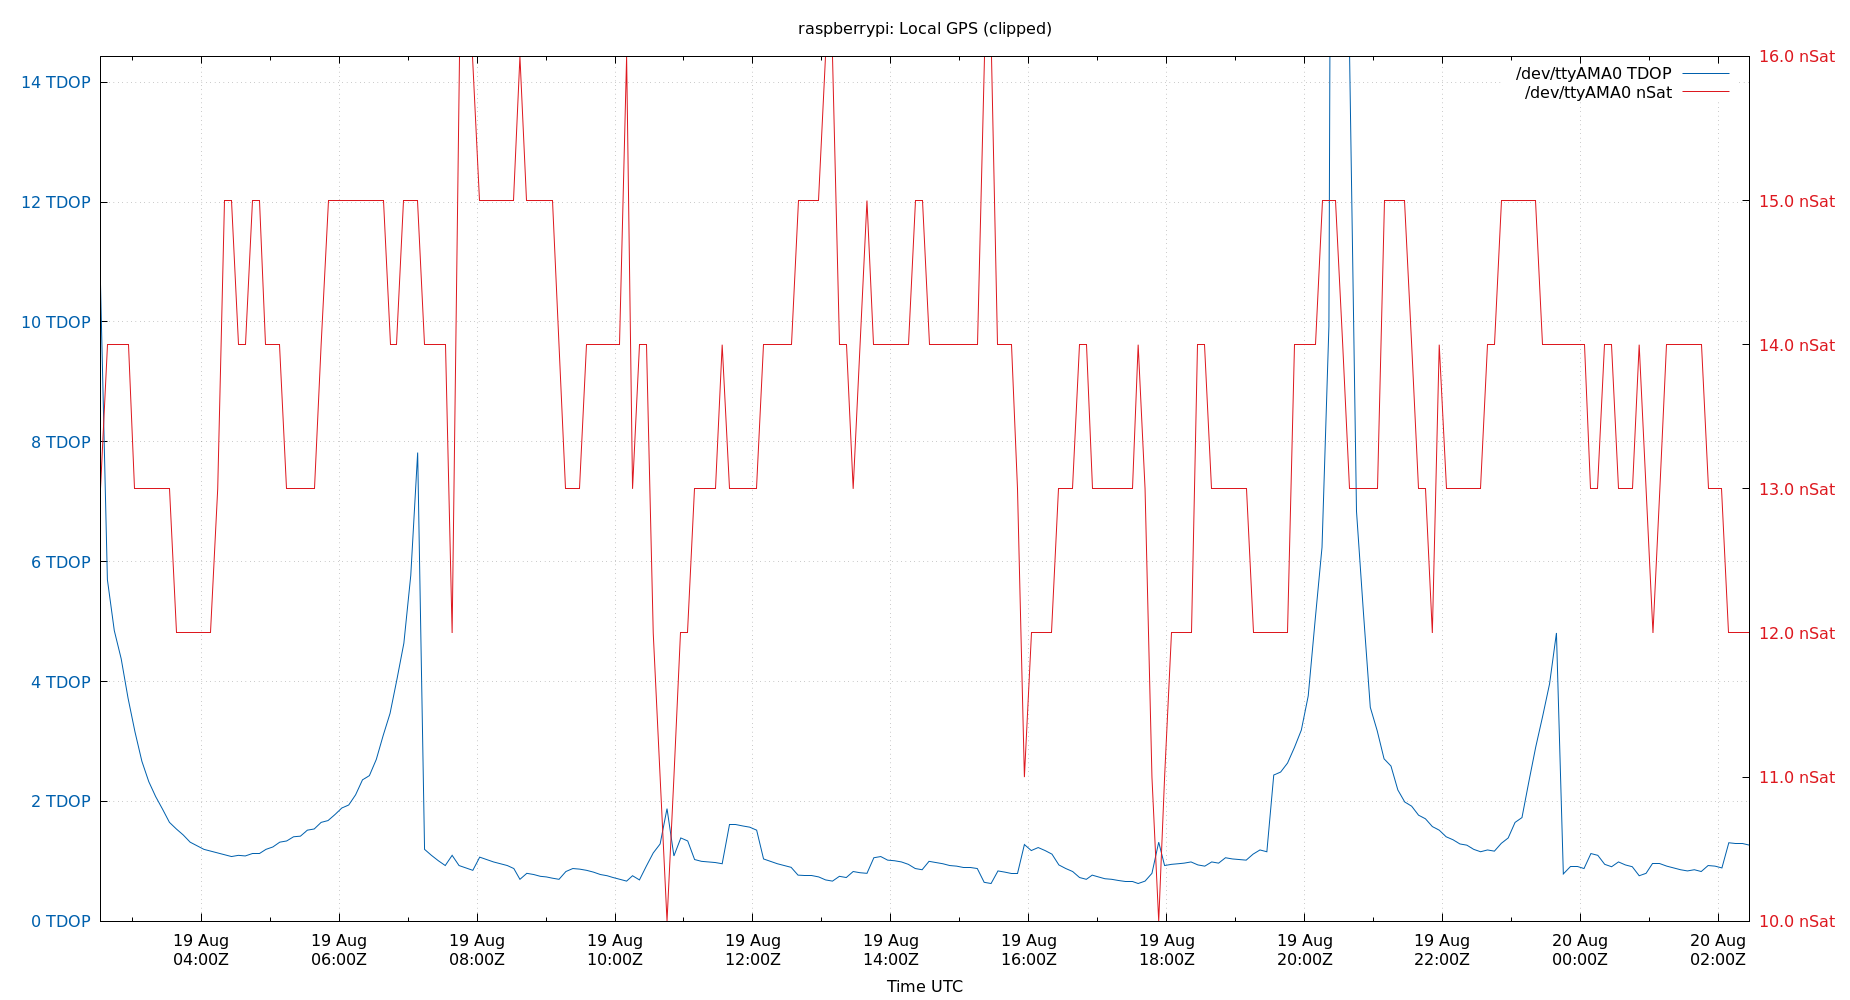 raspberrypi: Local GPS (clipped)
14 TDOP
12 TDOP
10 TDOP
8 TDOP
6 TDOP
4 TDOP
2 TDOP
0 TDOP
16.0 nSat
15.0 nSat
14.0 nSat
13.0 nSat
12.0 nSat
11.0 nSat
10.0 nSat
/dev/ttyAMA0 TDOP
/dev/ttyAMA0 nSat
19 Aug 19 Aug 19 Aug 19 Aug 19 Aug 19 Aug 19 Aug 19 Aug 19 Aug 19 Aug 20 Aug 20 Aug
04:00Z 06:00Z 08:00Z 10:00Z 12:00Z 14:00Z 16:00Z 18:00Z 20:00Z 22:00Z 00:00Z 02:00Z
Time UTC